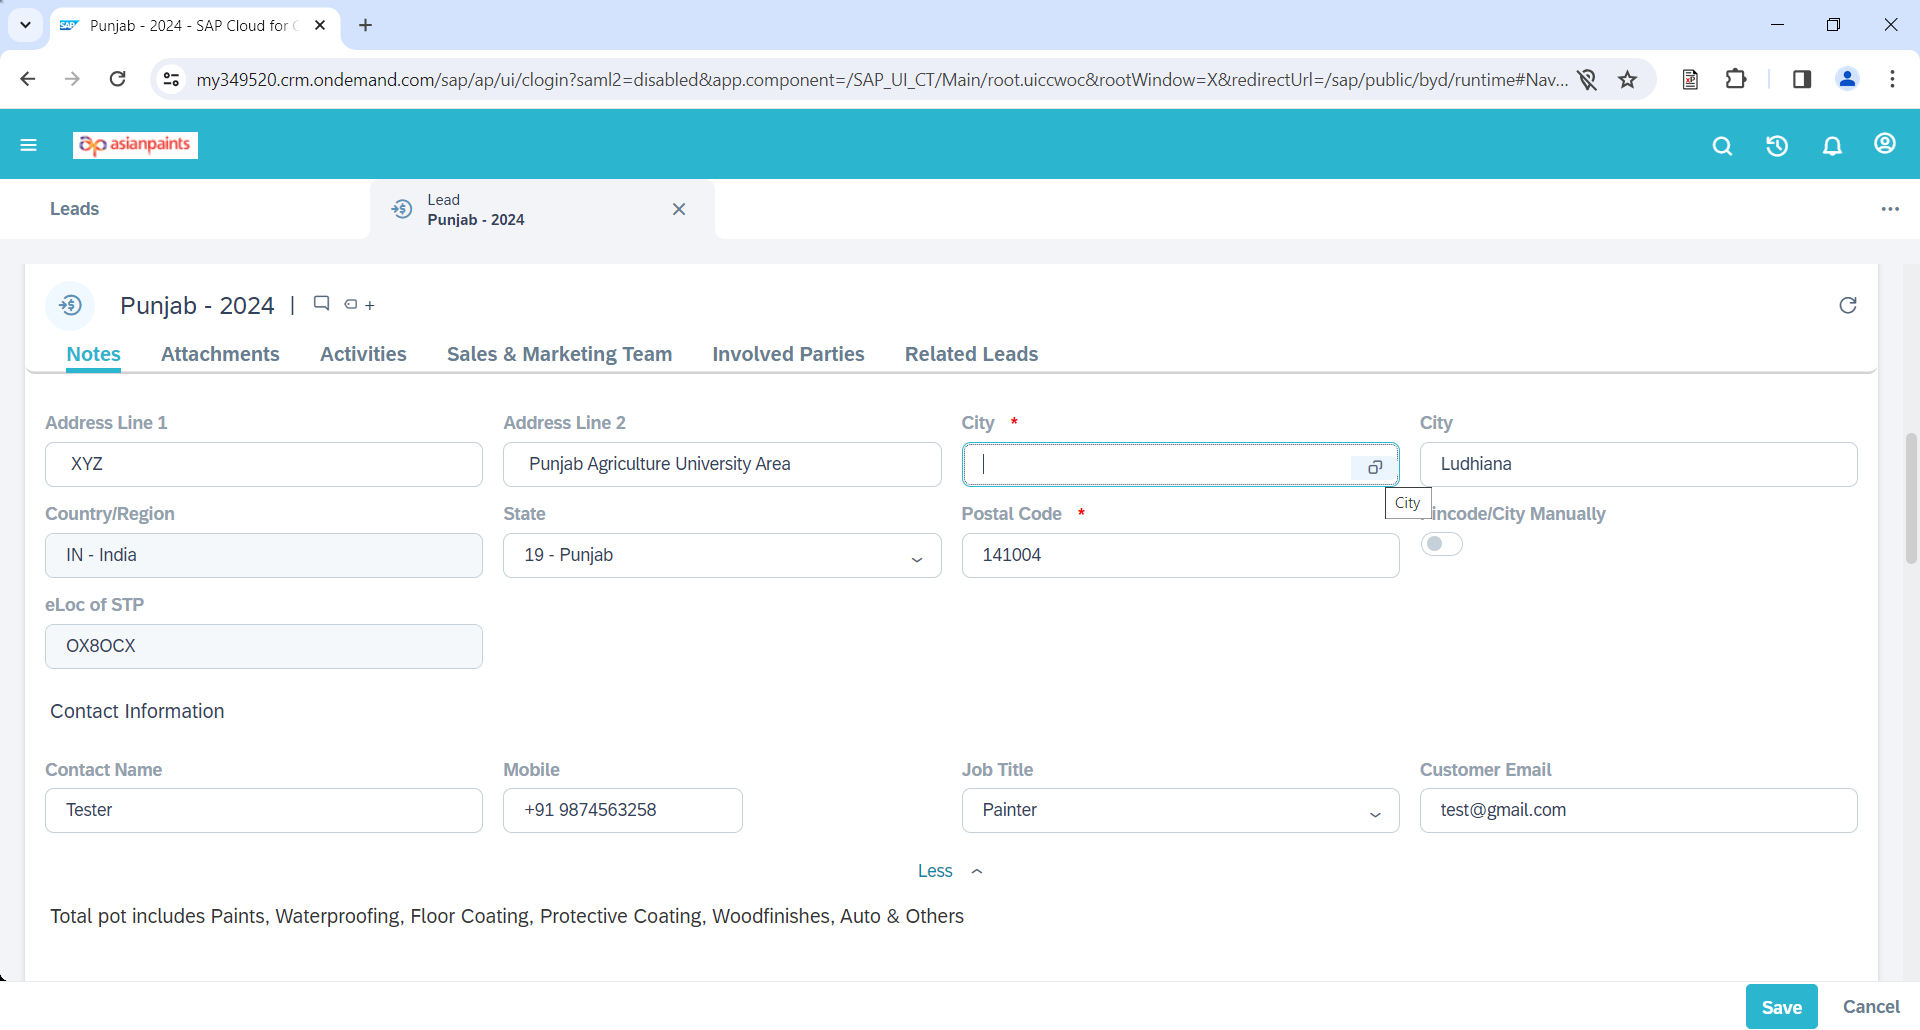 Punjab - 2024 - SAP Cloud for C
my349520.crm.ondemand.com/sap/ap/ui/clogin?saml2=disabled&app.component=/SAP_UI_CT/Main/root.uiccwoc&rootWindow=X&redirectUrl=/sap/public/byd/runtime#Nav...
asianpaints
Leads
Lead
Punjab - 2024
Punjab - 2024 |
Notes Attachments Activities Sales & Marketing Team Involved Parties Related Leads
Address Line 1 Address Line 2 City * City
XYZ Punjab Agriculture University Area Ludhiana
City
Country/Region State Postal Code * incode/City Manually
IN - India 19 - Punjab 141004
eLoc of STP
OX8OCX
Contact Information
Contact Name Mobile Job Title Customer Email
Tester +91 9874563258 Painter test@gmail.com
Less
Total pot includes Paints, Waterproofing, Floor Coating, Protective Coating, Woodfinishes, Auto & Others
Save Cancel